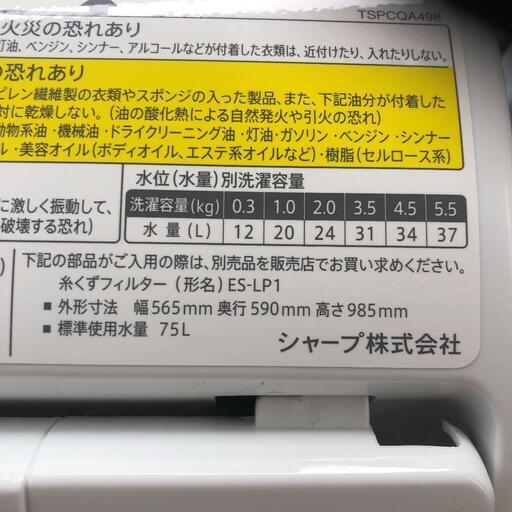 火災の恐れあり
TSPCQA498
灯油、ベンジン、シンナー、アルコールなどが付着した衣類は、近付けたり、入れたりしない。
の恐れあり
ピレン繊維製の衣類やスポンジの入った製品、また、下記油分が付着した
対に乾燥しない。(油の酸化熱による自然発火や引火の恐れ)
動物系油・機械油・ドライクリーニング油・灯油・ガソリン・ベンジン・シンナー
ル・美容オイル(ボディオイル、エステ系オイルなど)・樹脂(セルロース系)
水位(水量)別洗濯容量
洗濯容量(kg) 0.3 1.0 2.0 3.5 4.5 5.5
水量(L) 12 20 24 31 34 37
に激しく振動して、
破壊する恐れ)
下記の部品がご入用の際は、別売品を販売店でお買い求めください。
糸くずフィルター(形名)ES-LP1
■外形寸法 幅565mm 奥行590mm 高さ985mm
■標準使用水量 75L
シャープ株式会社